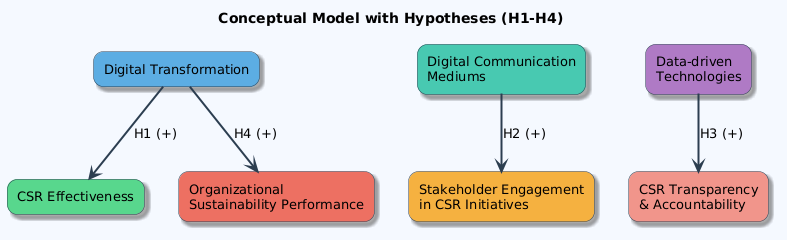 Conceptual Model with Hypotheses (H1-H4)
Digital Transformation
Digital Communication
Mediums
Data-driven
Technologies
H1 (+)
H4 (+)
H2 (+)
H3 (+)
CSR Effectiveness
Organizational
Sustainability Performance
Stakeholder Engagement
in CSR Initiatives
CSR Transparency
& Accountability